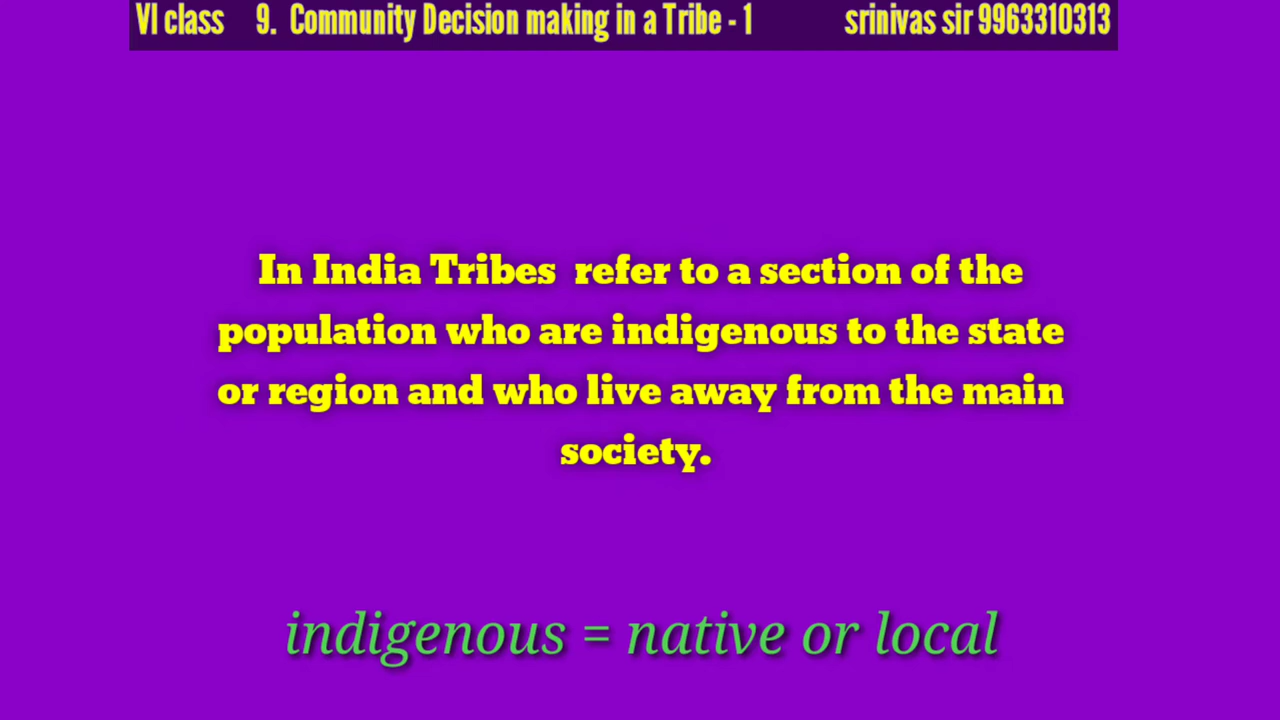 VI class 9. Community Decision making in a Tribe - 1 srinivas sir 9963310313
In India Tribes refer to a section of the
population who are indigenous to the state
or region and who live away from the main
society.
indigenous = native or local